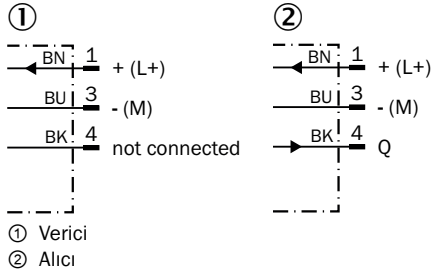 ① ②
BN 1 + (L+) BN 1 + (L+)
BU 3 - (M) BU 3 - (M)
BK 4 not connected BK 4 Q
① Verici
② Alıcı